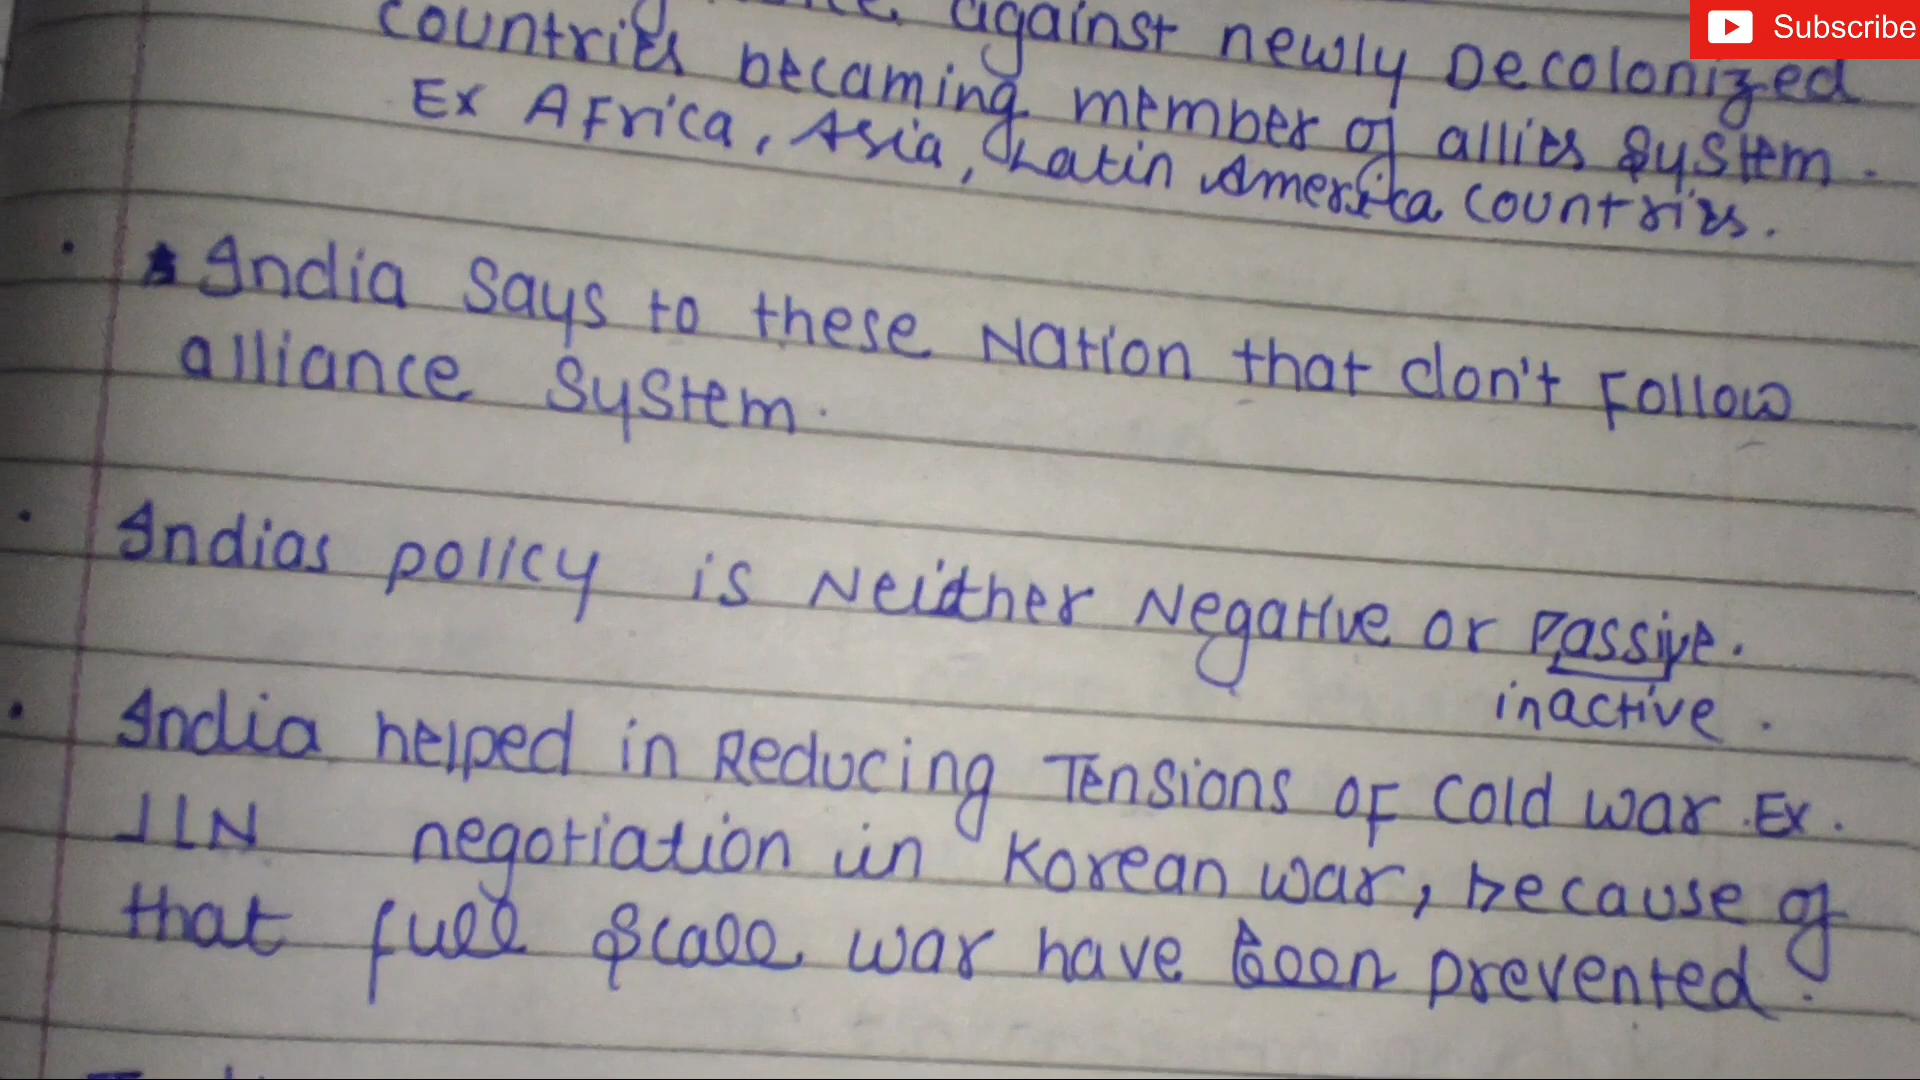 Subscribe
against newly Decolonized
countries becaming member of allies system.
Ex Africa, Asia, Latin America countries.
India says to these Nation that don't Follow
alliance system.
Indias policy is Neither Negative or Passive.
inactive.
India helped in Reducing Tensions of cold war. Ex.
JLN negotiation in Korean war, because of
that full scale war have been prevented.